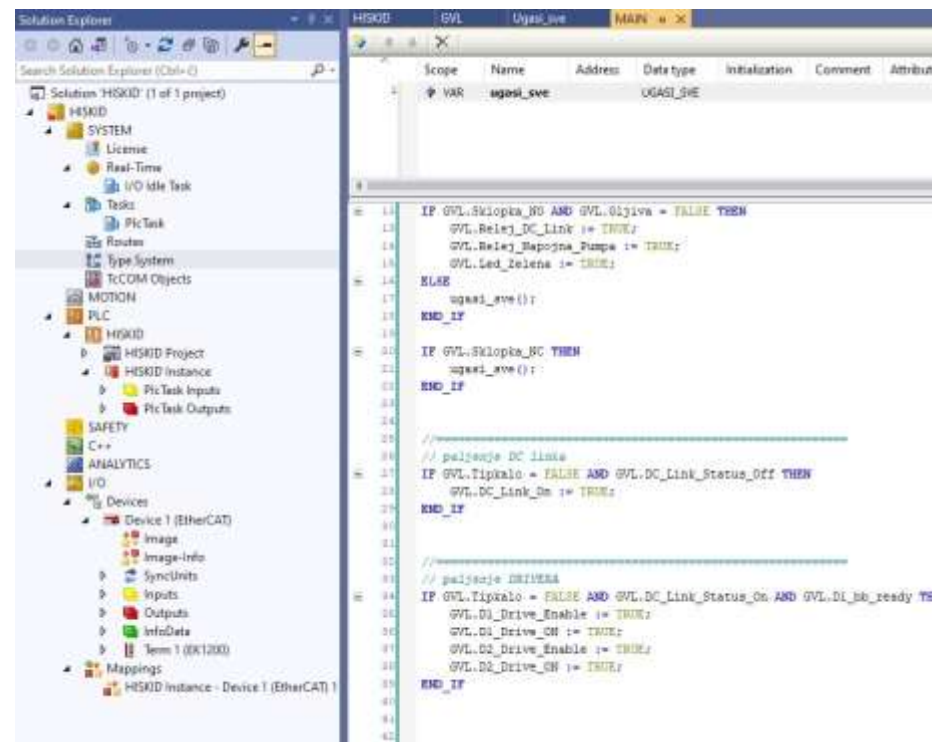 Solution Explorer
HISKID GVL Ugasi_sve MAIN
Search Solution Explorer (Ctrl+č)
Scope Name Address Data type Initialization Comment Attribut
1 VAR ugasi_sve UGASI_SVE
Solution 'HISKID' (1 of 1 project)
HISKID
SYSTEM
License
Real-Time
I/O Idle Task
Tasks
PlcTask
Routes
Type System
TcCOM Objects
MOTION
PLC
HISKID
HISKID Project
HISKID Instance
PlcTask Inputs
PlcTask Outputs
SAFETY
C++
ANALYTICS
I/O
Devices
Device 1 (EtherCAT)
Image
Image-Info
SyncUnits
Inputs
Outputs
InfoData
Term 1 (EK1200)
Mappings
HISKID Instance - Device 1 (EtherCAT) 1
IF GVL.Sklopka_NO AND GVL.Gljiva = FALSE THEN
GVL.Relej_DC_Link := TRUE;
GVL.Relej_Napojna_Pumpa := TRUE;
GVL.Led_Zelena := TRUE;
ELSE
ugasi_sve();
END_IF
IF GVL.Sklopka_NC THEN
ugasi_sve();
END_IF
// paljenje DC linka
IF GVL.Tipkalo = FALSE AND GVL.DC_Link_Status_Off THEN
GVL.DC_Link_On := TRUE;
END_IF
// paljenje DRIVERA
IF GVL.Tipkalo = FALSE AND GVL.DC_Link_Status_On AND GVL.D1_bb_ready TH
GVL.D1_Drive_Enable := TRUE;
GVL.D1_Drive_ON := TRUE;
GVL.D2_Drive_Enable := TRUE;
GVL.D2_Drive_ON := TRUE;
END_IF